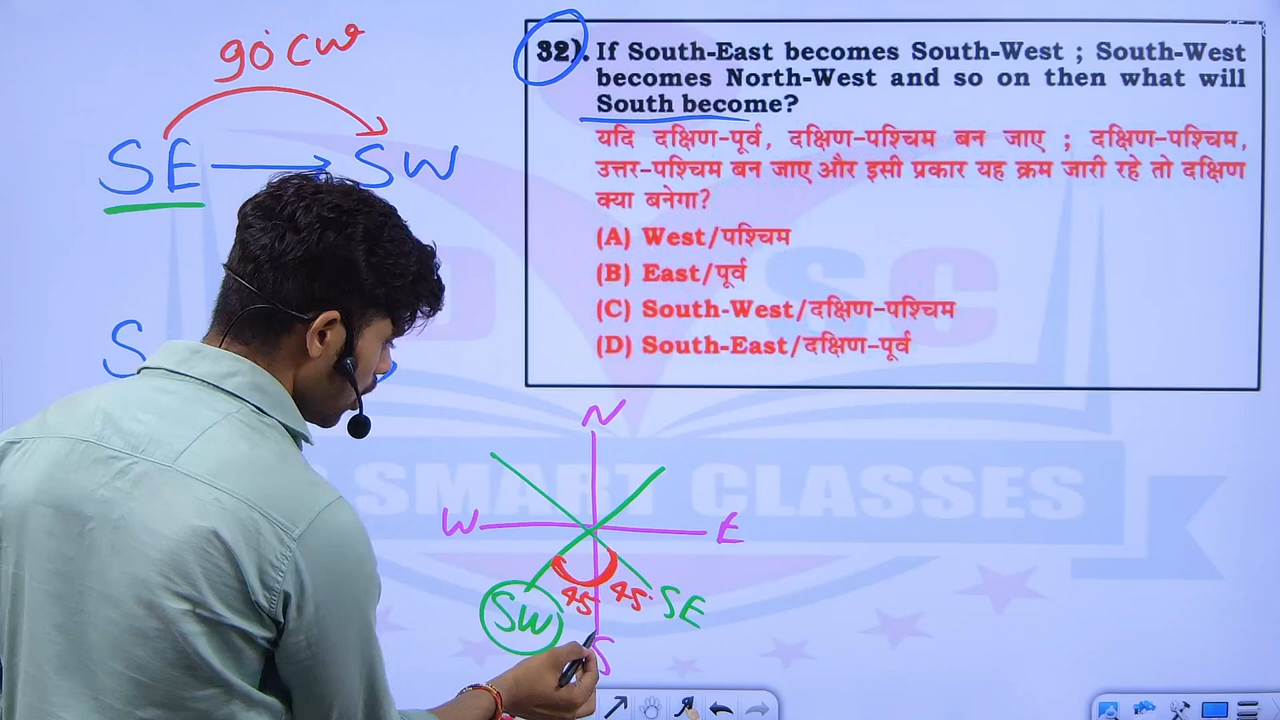 90° CW
SE → SW
S
32). If South-East becomes South-West ; South-West
becomes North-West and so on then what will
South become?
यदि दक्षिण-पूर्व, दक्षिण-पश्चिम बन जाए ; दक्षिण-पश्चिम,
उत्तर-पश्चिम बन जाए और इसी प्रकार यह क्रम जारी रहे तो दक्षिण
क्या बनेगा?
(A) West/पश्चिम
(B) East/पूर्व
(C) South-West/दक्षिण-पश्चिम
(D) South-East/दक्षिण-पूर्व
N
W
E
SW
45
45°
SE
S
SMART CLASSES